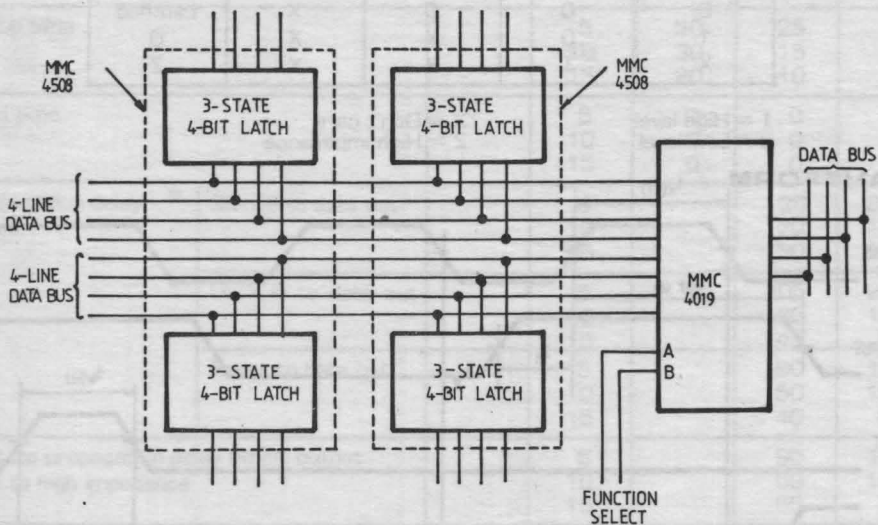 MMC
4508
3-STATE
4-BIT LATCH
3-STATE
4-BIT LATCH
MMC
4508
DATA BUS
4-LINE
DATA BUS
4-LINE
DATA BUS
MMC
4019
A
B
3-STATE
4-BIT LATCH
3-STATE
4-BIT LATCH
FUNCTION
SELECT